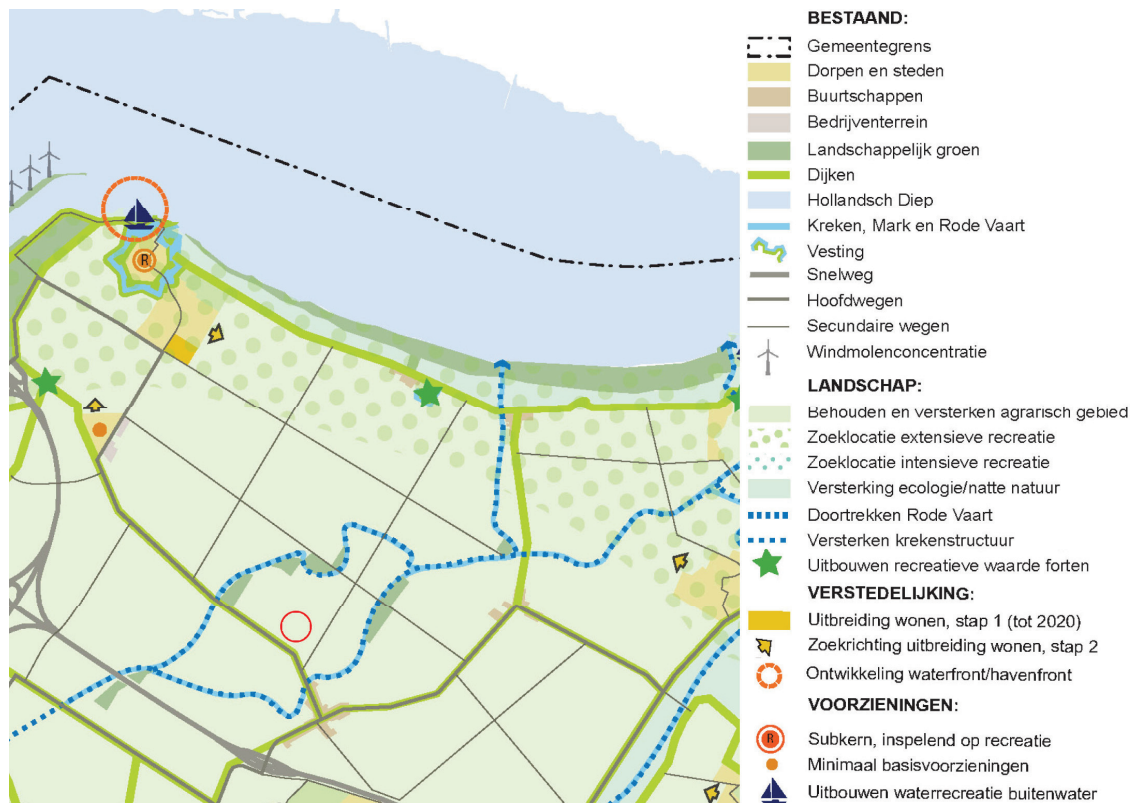 BESTAAND:
Gemeentegrens
Dorpen en steden
Buurtschappen
Bedrijventerrein
Landschappelijk groen
Dijken
Hollandsch Diep
Kreken, Mark en Rode Vaart
Vesting
Snelweg
Hoofdwegen
Secundaire wegen
Windmolenconcentratie
LANDSCHAP:
Behouden en versterken agrarisch gebied
Zoeklocatie extensieve recreatie
Zoeklocatie intensieve recreatie
Versterking ecologie/natte natuur
Doortrekken Rode Vaart
Versterken krekenstructuur
Uitbouwen recreatieve waarde forten
VERSTEDELIJKING:
Uitbreiding wonen, stap 1 (tot 2020)
Zoekrichting uitbreiding wonen, stap 2
Ontwikkeling waterfront/havenfront
VOORZIENINGEN:
R Subkern, inspelend op recreatie
Minimaal basisvoorzieningen
Uitbouwen waterrecreatie buitenwater
R